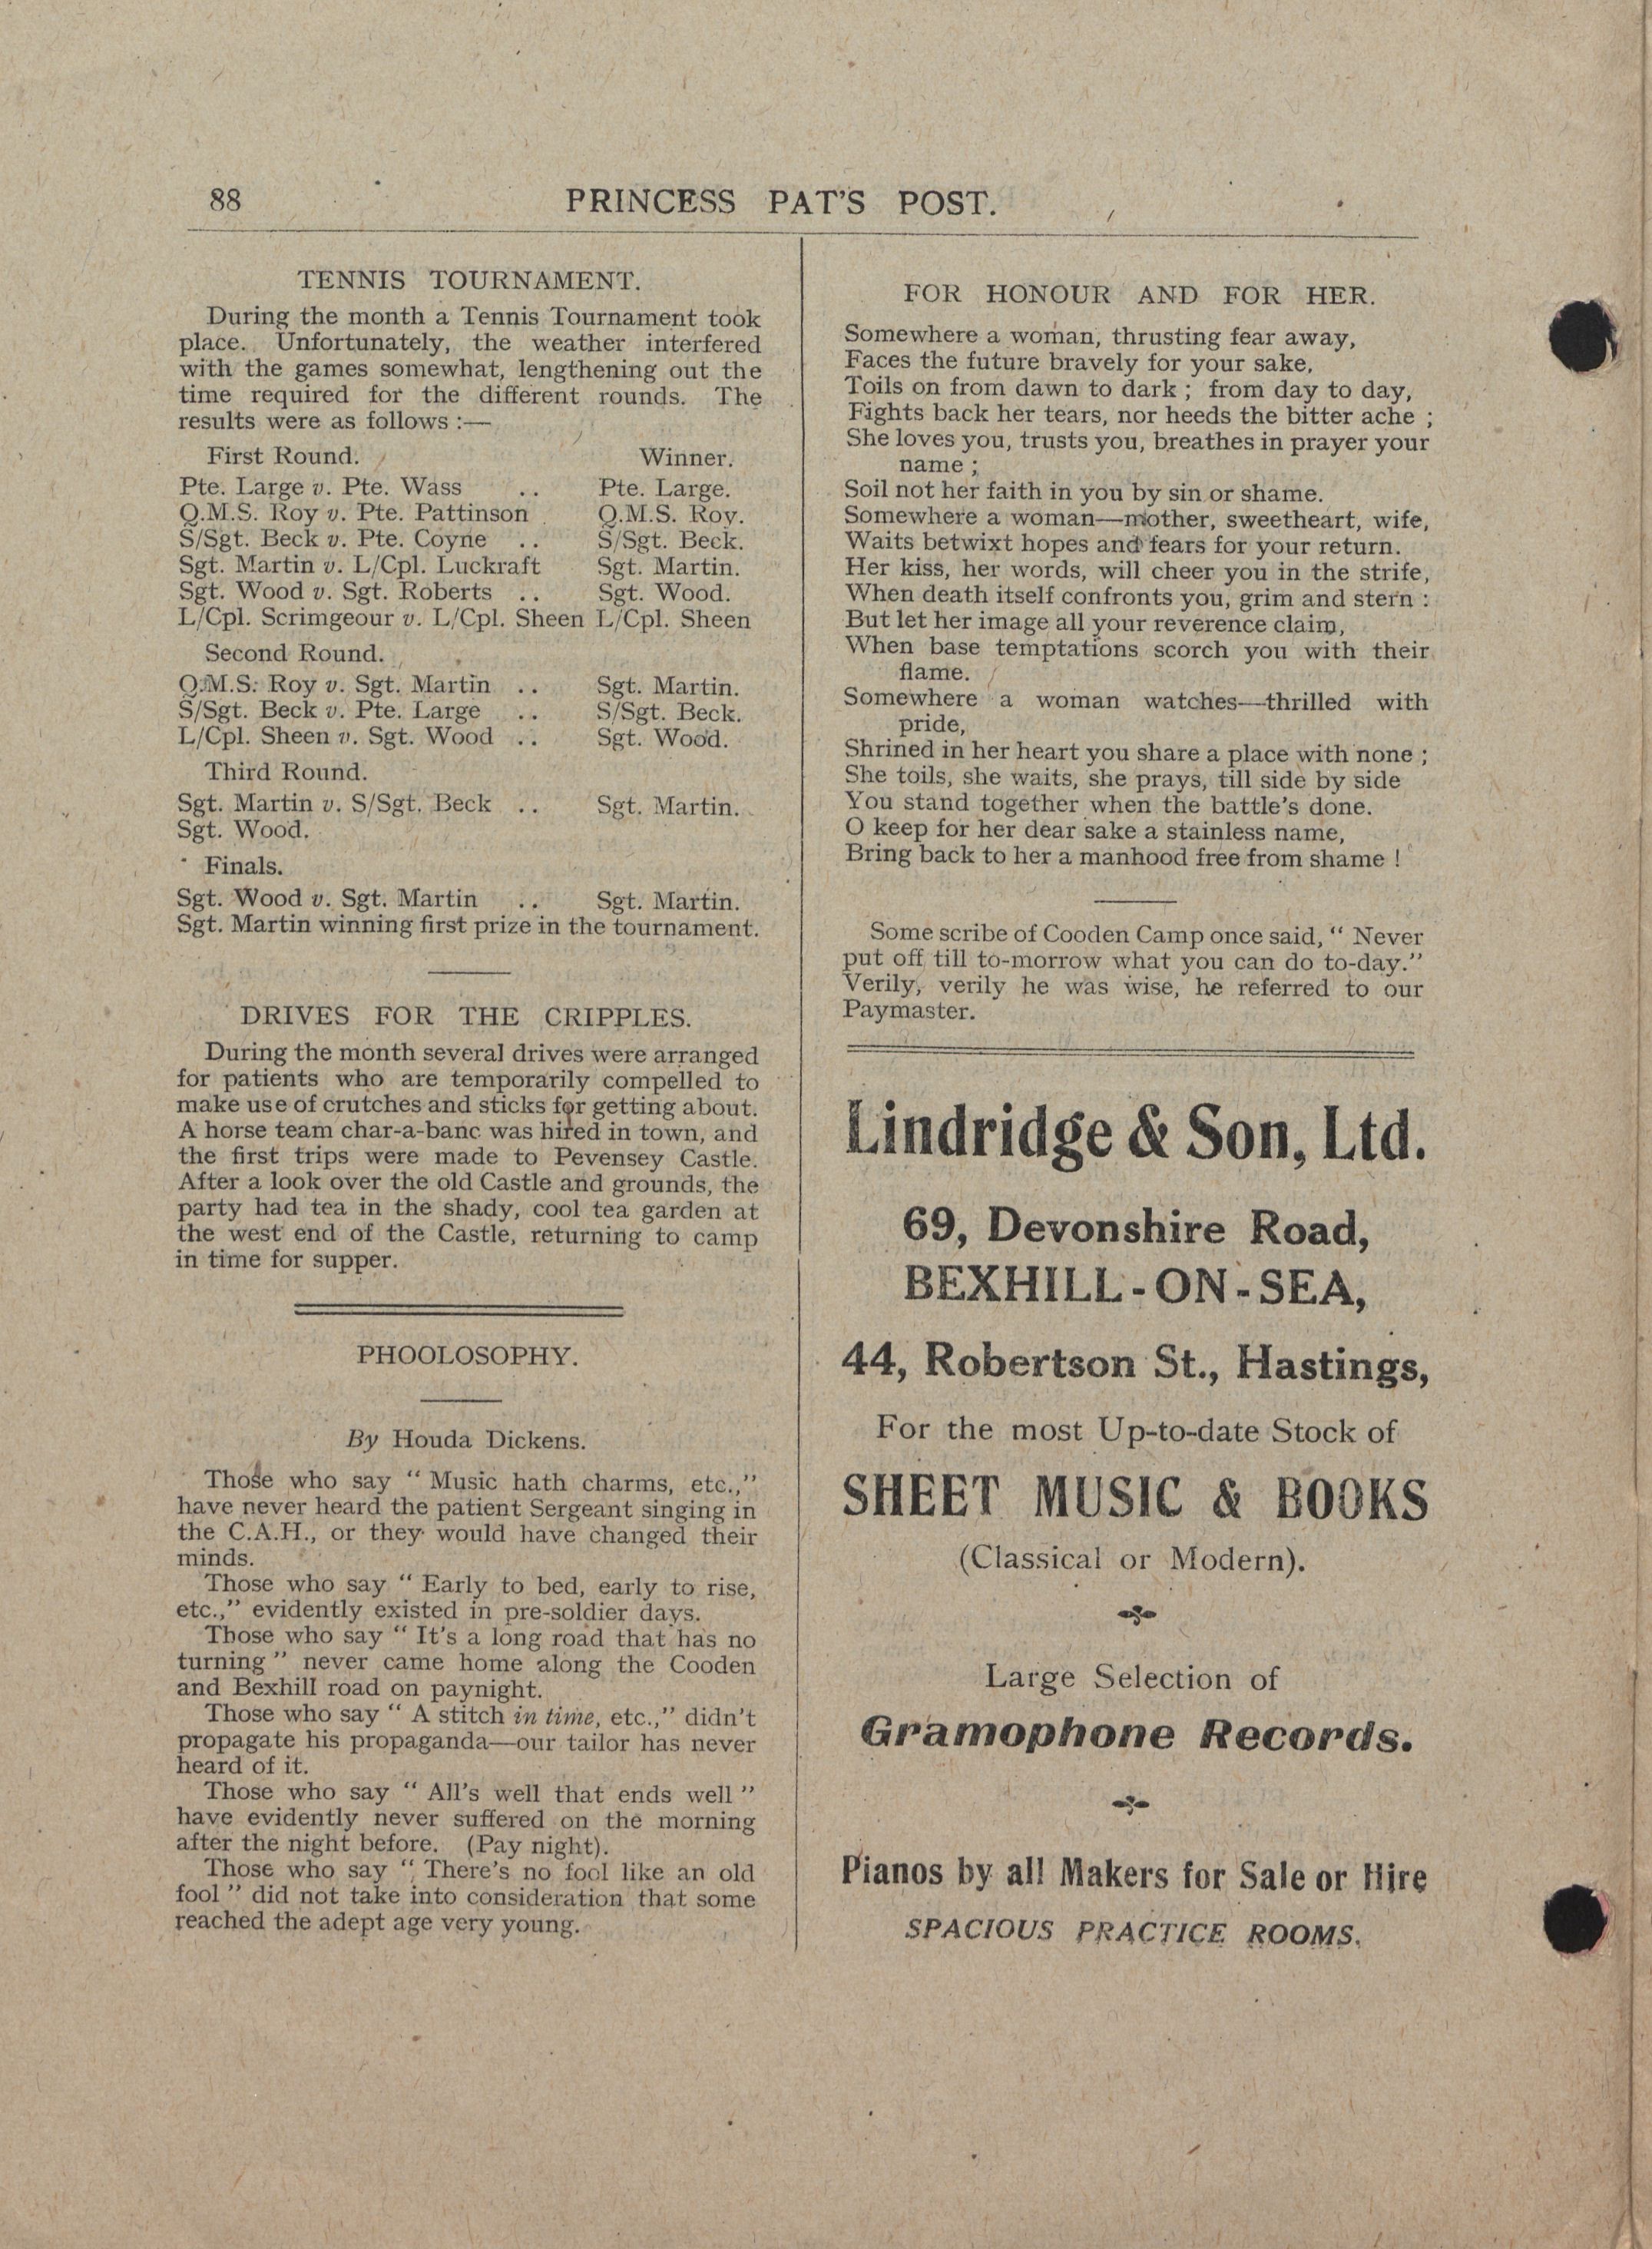 88
PRINCESS PAT'S POST.
TENNIS TOURNAMENT.
During the month a Tennis Tournament took
place. Unfortunately, the weather interfered
with the games somewhat, lengthening out the
time required for the different rounds. The
results were as follows :—
First Round. Winner.
Pte. Large v. Pte. Wass .. Pte. Large.
Q.M.S. Roy v. Pte. Pattinson Q.M.S. Roy.
S/Sgt. Beck v. Pte. Coyne .. S/Sgt. Beck.
Sgt. Martin v. L/Cpl. Luckraft Sgt. Martin.
Sgt. Wood v. Sgt. Roberts .. Sgt. Wood.
L/Cpl. Scrimgeour v. L/Cpl. Sheen L/Cpl. Sheen
Second Round.
Q.M.S. Roy v. Sgt. Martin .. Sgt. Martin.
S/Sgt. Beck v. Pte. Large .. S/Sgt. Beck.
L/Cpl. Sheen v. Sgt. Wood .. Sgt. Wood.
Third Round.
Sgt. Martin v. S/Sgt. Beck .. Sgt. Martin.
Sgt. Wood.
Finals.
Sgt. Wood v. Sgt. Martin .. Sgt. Martin.
Sgt. Martin winning first prize in the tournament.
DRIVES FOR THE CRIPPLES.
During the month several drives were arranged
for patients who are temporarily compelled to
make use of crutches and sticks for getting about.
A horse team char-a-banc was hired in town, and
the first trips were made to Pevensey Castle.
After a look over the old Castle and grounds, the
party had tea in the shady, cool tea garden at
the west end of the Castle, returning to camp
in time for supper.
PHOOLOSOPHY.
By Houda Dickens.
Those who say " Music hath charms, etc.,"
have never heard the patient Sergeant singing in
the C.A.H., or they would have changed their
minds.
Those who say " Early to bed, early to rise,
etc.," evidently existed in pre-soldier days.
Those who say " It's a long road that has no
turning " never came home along the Cooden
and Bexhill road on paynight.
Those who say " A stitch in time, etc.," didn't
propagate his propaganda—our tailor has never
heard of it.
Those who say " All's well that ends well "
have evidently never suffered on the morning
after the night before. (Pay night).
Those who say " There's no fool like an old
fool " did not take into consideration that some
reached the adept age very young.
FOR HONOUR AND FOR HER.
Somewhere a woman, thrusting fear away,
Faces the future bravely for your sake,
Toils on from dawn to dark ; from day to day,
Fights back her tears, nor heeds the bitter ache ;
She loves you, trusts you, breathes in prayer your
name ;
Soil not her faith in you by sin or shame.
Somewhere a woman—mother, sweetheart, wife,
Waits betwixt hopes and fears for your return.
Her kiss, her words, will cheer you in the strife,
When death itself confronts you, grim and stern :
But let her image all your reverence claim,
When base temptations scorch you with their
flame.
Somewhere a woman watches—thrilled with
pride,
Shrined in her heart you share a place with none ;
She toils, she waits, she prays, till side by side
You stand together when the battle's done.
O keep for her dear sake a stainless name,
Bring back to her a manhood free from shame !
Some scribe of Cooden Camp once said, " Never
put off till to-morrow what you can do to-day."
Verily, verily he was wise, he referred to our
Paymaster.
Lindridge & Son, Ltd.
69, Devonshire Road,
BEXHILL-ON-SEA,
44, Robertson St., Hastings,
For the most Up-to-date Stock of
SHEET MUSIC & BOOKS
(Classical or Modern).
Large Selection of
Gramophone Records.
Pianos by all Makers for Sale or Hire
SPACIOUS PRACTICE ROOMS.